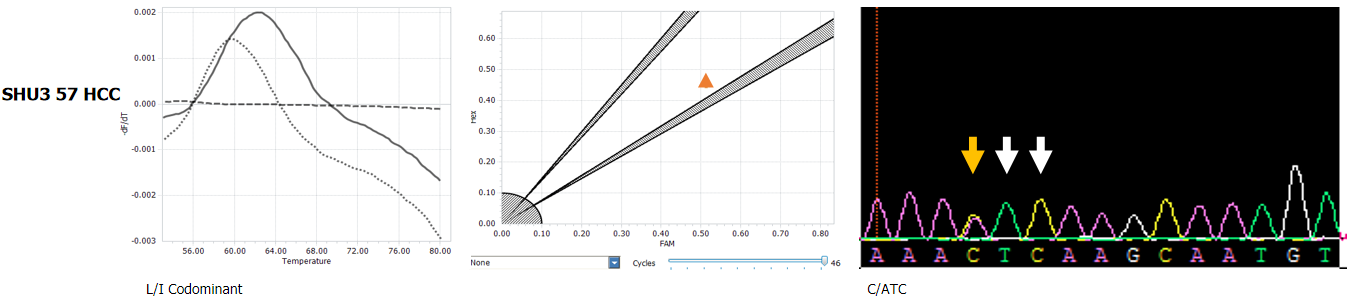 SHU3 57 HCC
0.002
0.001
0.001
0.000
-0.001
-0.002
-0.003
-dF/dT
56.00 60.00 64.00 68.00 72.00 76.00 80.00
Temperature
L/I Codominant
0.60
0.50
0.40
0.30
0.20
0.10
0.00
Hex
0.00 0.10 0.20 0.30 0.40 0.50 0.60 0.70 0.80
FAM
None Cycles 46
A A A C T C A A G C A A T G T
C/ATC